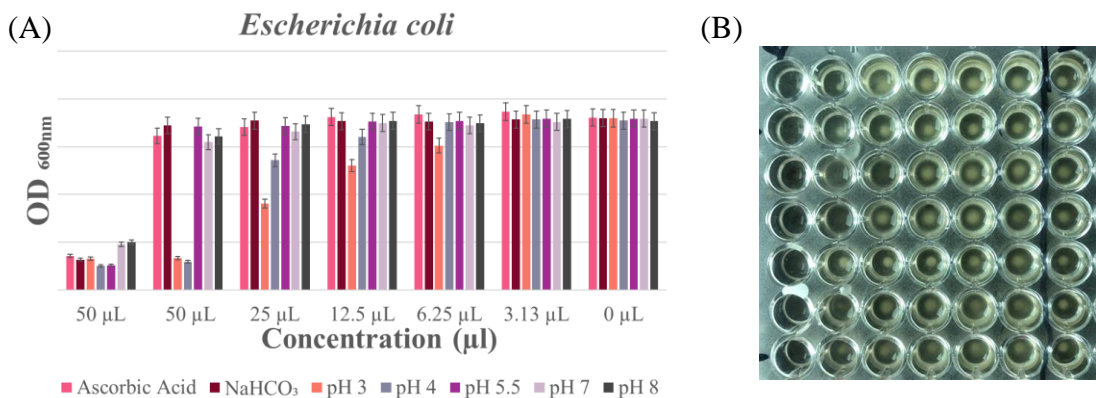 (A)
Escherichia coli
(B)
OD 600nm
50 µL 50 µL 25 µL 12.5 µL 6.25 µL 3.13 µL 0 µL
Concentration (µl)
Ascorbic Acid NaHCO₃ pH 3 pH 4 pH 5.5 pH 7 pH 8